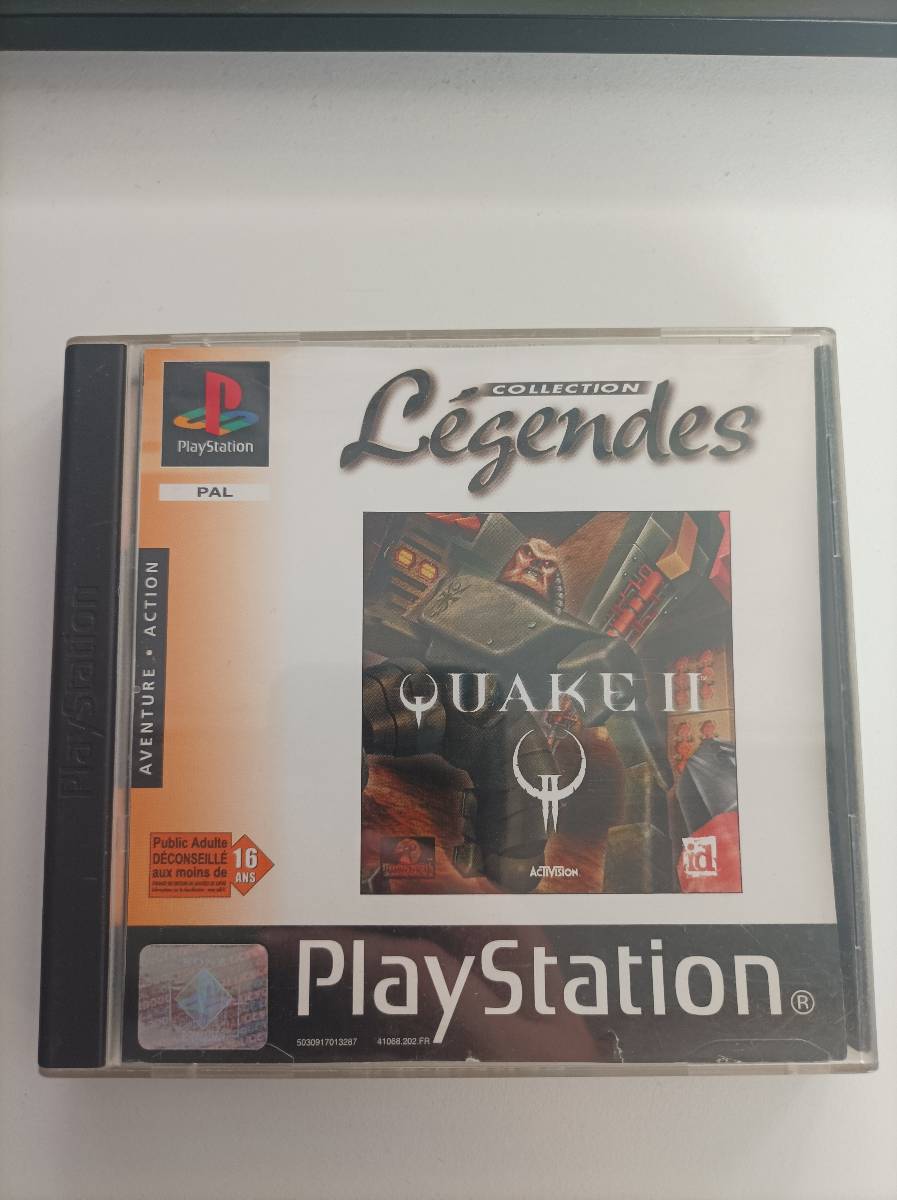 COLLECTION
Légendes
PlayStation
PAL
AVENTURE • ACTION
PlayStation
QUAKE II™
II
Public Adulte
DÉCONSEILLÉ
aux moins de
16
ANS
ACTIVISION
id
PlayStation®
5030917013287 41068.202.FR